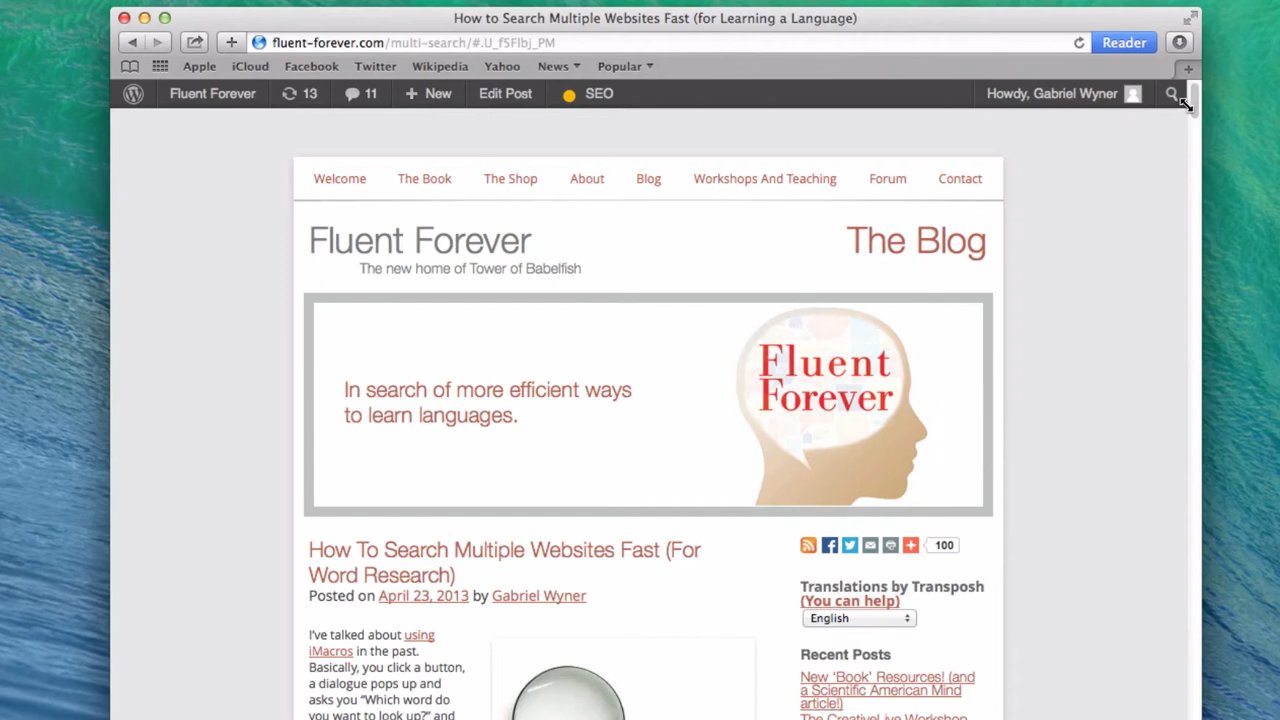 How to Search Multiple Websites Fast (for Learning a Language)
fluent-forever.com/multi-search/#.U_f5Flbj_PM
Reader
Apple iCloud Facebook Twitter Wikipedia Yahoo News Popular
Fluent Forever 13 11 New Edit Post SEO Howdy, Gabriel Wyner
Welcome The Book The Shop About Blog Workshops And Teaching Forum Contact
Fluent Forever
The Blog
The new home of Tower of Babelfish
In search of more efficient ways
to learn languages.
Fluent
Forever
How To Search Multiple Websites Fast (For
Word Research)
Posted on April 23, 2013 by Gabriel Wyner
I've talked about using
iMacros in the past.
Basically, you click a button,
a dialogue pops up and
asks you "Which word do
you want to look up?" and
100
Translations by Transposh
(You can help)
English
Recent Posts
New 'Book' Resources! (and
a Scientific American Mind
article!)
The CreativeLive Workshop